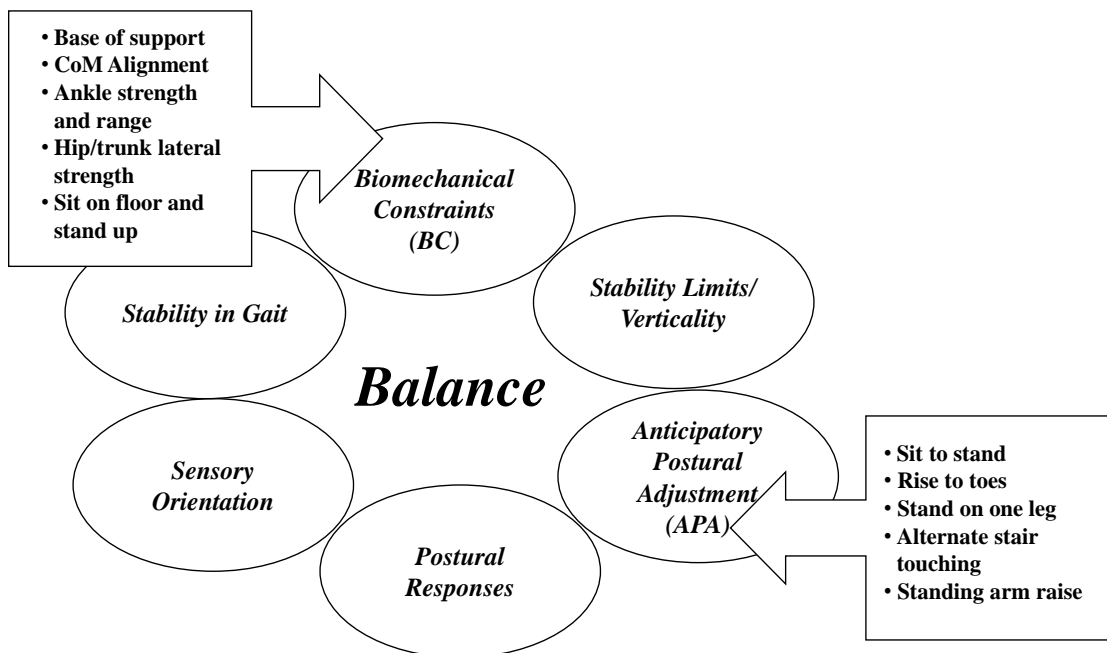 • Base of support
• CoM Alignment
• Ankle strength
and range
• Hip/trunk lateral
strength
• Sit on floor and
stand up
Biomechanical
Constraints
(BC)
Stability Limits/
Verticality
Stability in Gait
Balance
Anticipatory
Postural
Adjustment
(APA)
• Sit to stand
• Rise to toes
• Stand on one leg
• Alternate stair
touching
• Standing arm raise
Sensory
Orientation
Postural
Responses